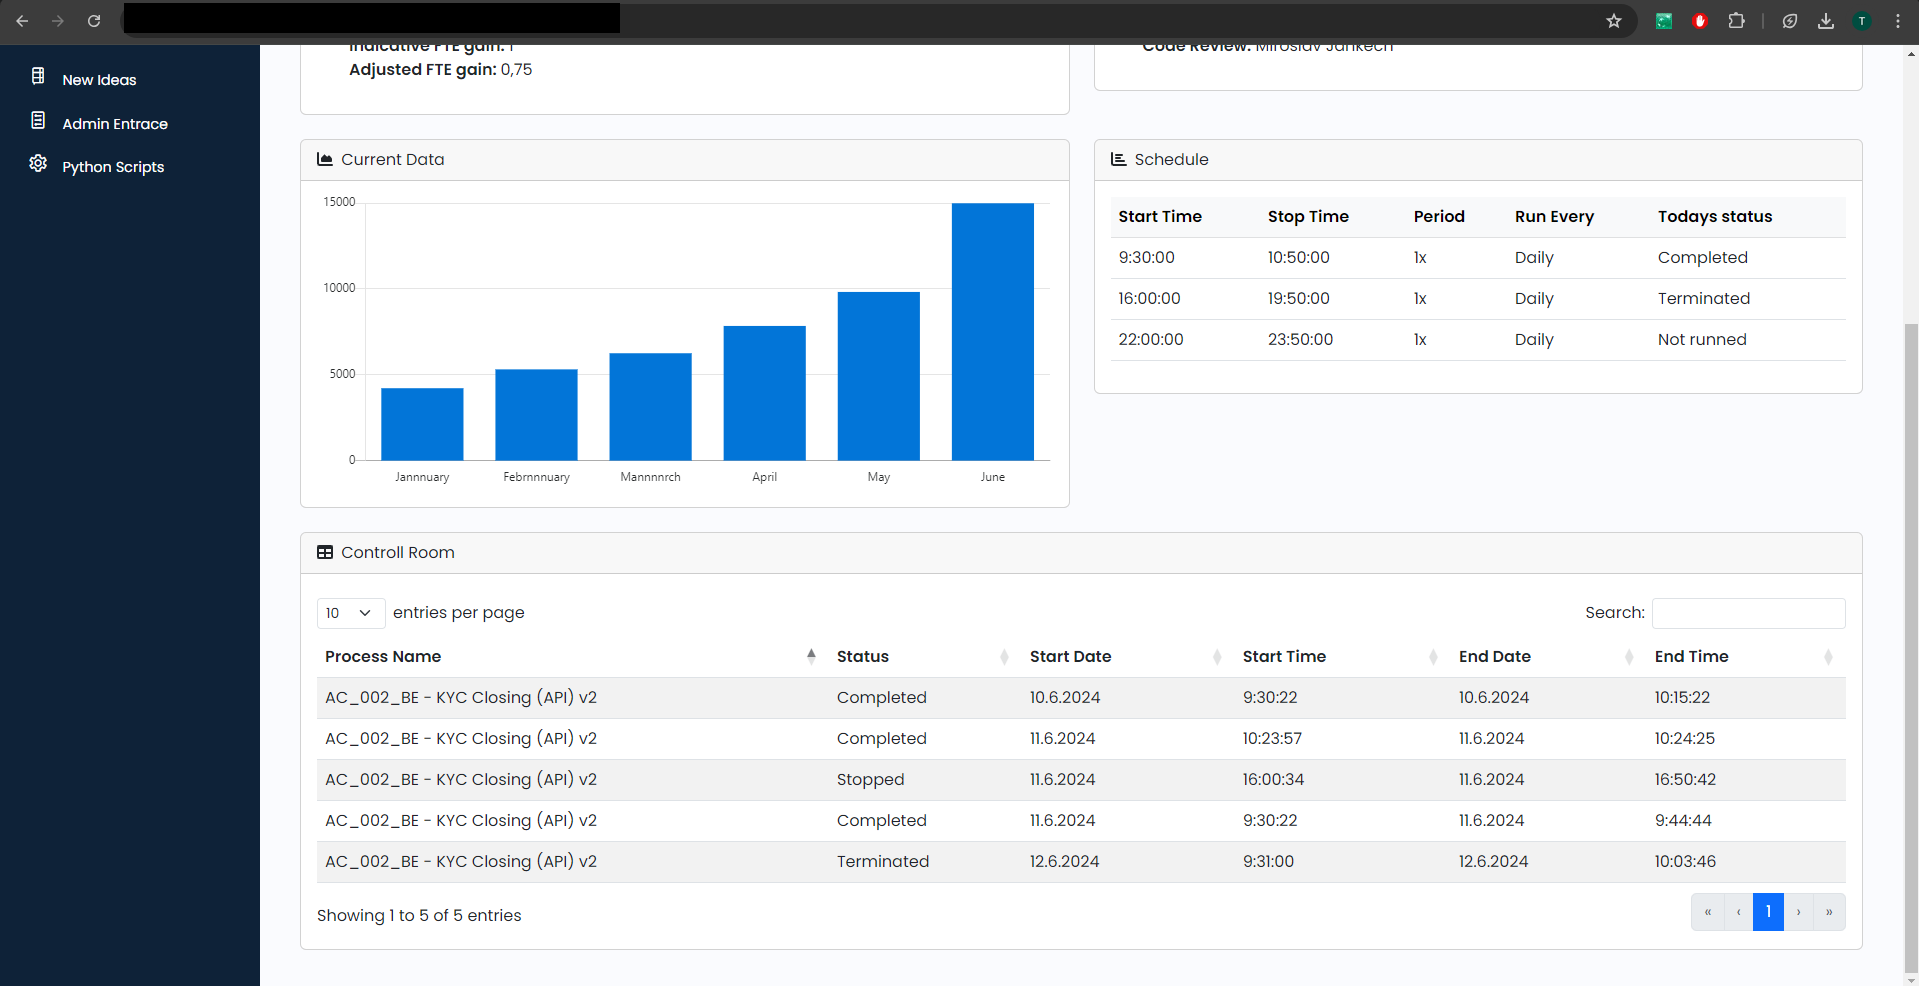 Indicative FTE gain: 1
Adjusted FTE gain: 0,75
Code Review: Miroslav Jankech
New Ideas
Admin Entrace
Python Scripts
T
Current Data
15000
10000
5000
0
Jannnuary Febrnnnuary Mannnnrch April May June
Schedule
Start Time Stop Time Period Run Every Todays status
9:30:00 10:50:00 1x Daily Completed
16:00:00 19:50:00 1x Daily Terminated
22:00:00 23:50:00 1x Daily Not runned
Controll Room
10 entries per page Search:
Process Name Status Start Date Start Time End Date End Time
AC_002_BE - KYC Closing (API) v2 Completed 10.6.2024 9:30:22 10.6.2024 10:15:22
AC_002_BE - KYC Closing (API) v2 Completed 11.6.2024 10:23:57 11.6.2024 10:24:25
AC_002_BE - KYC Closing (API) v2 Stopped 11.6.2024 16:00:34 11.6.2024 16:50:42
AC_002_BE - KYC Closing (API) v2 Completed 11.6.2024 9:30:22 11.6.2024 9:44:44
AC_002_BE - KYC Closing (API) v2 Terminated 12.6.2024 9:31:00 12.6.2024 10:03:46
Showing 1 to 5 of 5 entries « ‹ 1 › »